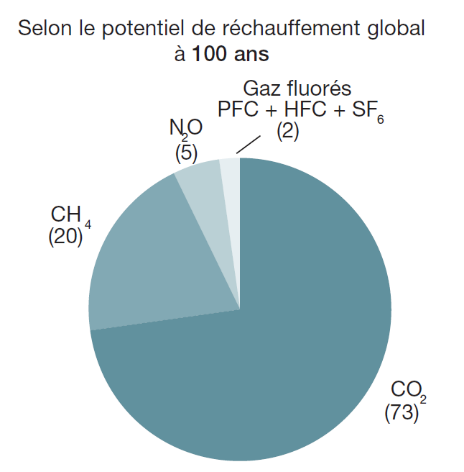 Selon le potentiel de réchauffement global
à 100 ans
Gaz fluorés
PFC + HFC + SF₆
(2)
N₂O
(5)
CH₄
(20)
CO₂
(73)